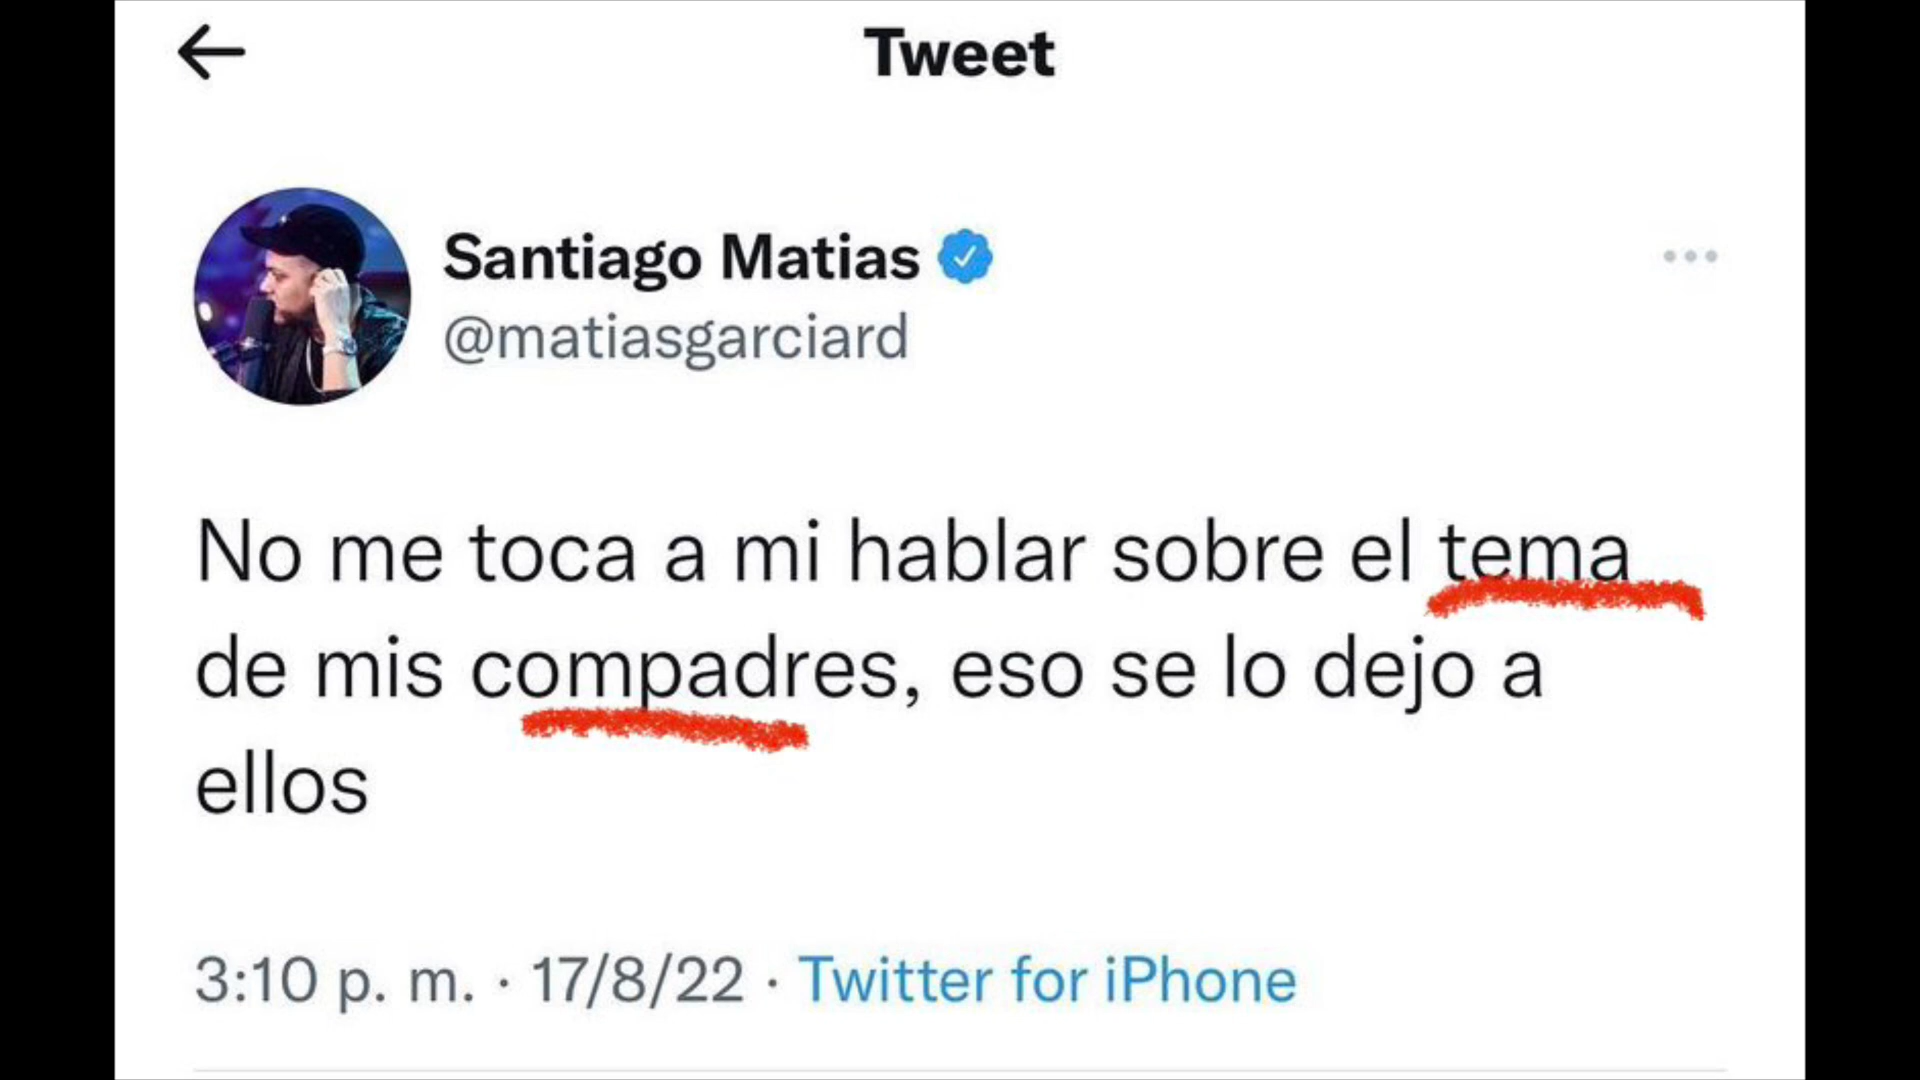 Tweet
Santiago Matias
@matiasgarciard
No me toca a mi hablar sobre el tema
de mis compadres, eso se lo dejo a
ellos
3:10 p. m. · 17/8/22 · Twitter for iPhone